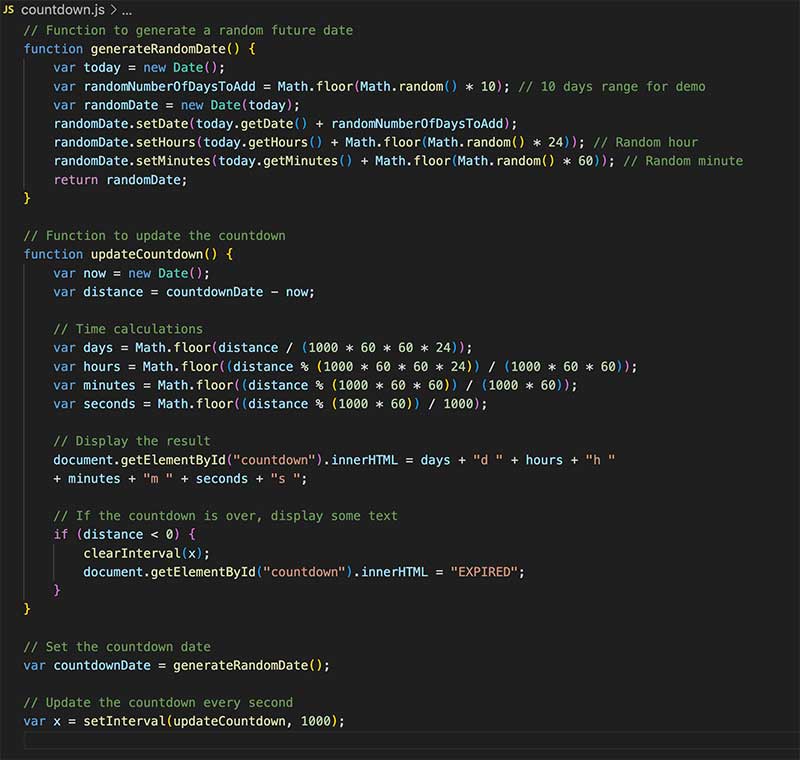 JS countdown.js > ...
// Function to generate a random future date
function generateRandomDate() {
    var today = new Date();
    var randomNumberOfDaysToAdd = Math.floor(Math.random() * 10); // 10 days range for demo
    var randomDate = new Date(today);
    randomDate.setDate(today.getDate() + randomNumberOfDaysToAdd);
    randomDate.setHours(today.getHours() + Math.floor(Math.random() * 24)); // Random hour
    randomDate.setMinutes(today.getMinutes() + Math.floor(Math.random() * 60)); // Random minute
    return randomDate;
}

// Function to update the countdown
function updateCountdown() {
    var now = new Date();
    var distance = countdownDate - now;

    // Time calculations
    var days = Math.floor(distance / (1000 * 60 * 60 * 24));
    var hours = Math.floor((distance % (1000 * 60 * 60 * 24)) / (1000 * 60 * 60));
    var minutes = Math.floor((distance % (1000 * 60 * 60)) / (1000 * 60));
    var seconds = Math.floor((distance % (1000 * 60)) / 1000);

    // Display the result
    document.getElementById("countdown").innerHTML = days + "d " + hours + "h "
    + minutes + "m " + seconds + "s ";

    // If the countdown is over, display some text
    if (distance < 0) {
        clearInterval(x);
        document.getElementById("countdown").innerHTML = "EXPIRED";
    }
}

// Set the countdown date
var countdownDate = generateRandomDate();

// Update the countdown every second
var x = setInterval(updateCountdown, 1000);